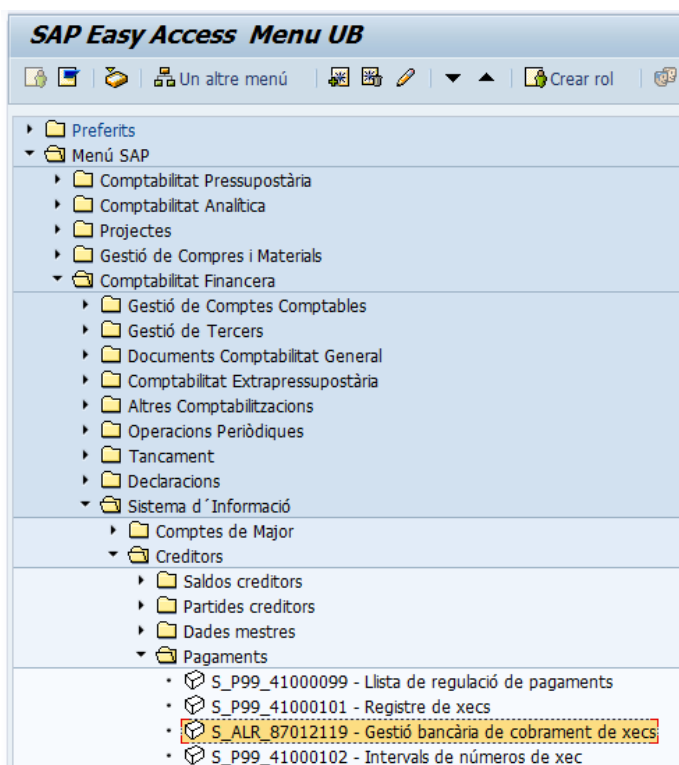 SAP Easy Access Menu UB
Un altre menú Crear rol
Preferits
Menú SAP
Comptabilitat Pressupostària
Comptabilitat Analítica
Projectes
Gestió de Compres i Materials
Comptabilitat Financera
Gestió de Comptes Comptables
Gestió de Tercers
Documents Comptabilitat General
Comptabilitat Extrapressupostària
Altres Comptabilitzacions
Operacions Periòdiques
Tancament
Declaracions
Sistema d´Informació
Comptes de Major
Creditors
Saldos creditors
Partides creditors
Dades mestres
Pagaments
S_P99_41000099 - Llista de regulació de pagaments
S_P99_41000101 - Registre de xecs
S_ALR_87012119 - Gestió bancària de cobrament de xecs
S_P99_41000102 - Intervals de números de xec